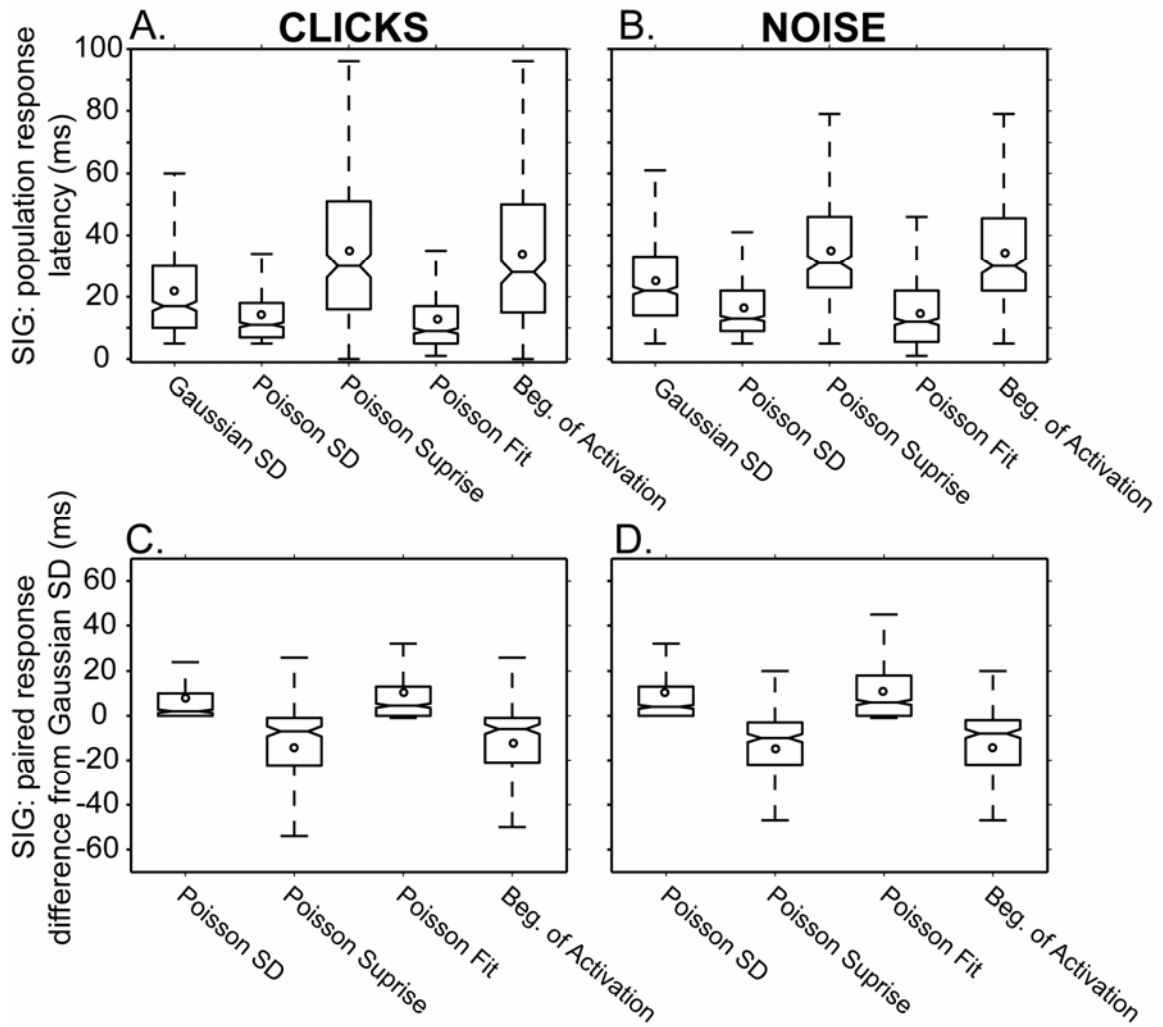 A. CLICKS
B. NOISE
SIG: population response
latency (ms)
100
80
60
40
20
0
Gaussian SD
Poisson SD
Poisson Suprise
Poisson Fit
Beg. of Activation
Gaussian SD
Poisson SD
Poisson Suprise
Poisson Fit
Beg. of Activation
C.
D.
SIG: paired response
difference from Gaussian SD (ms)
60
40
20
0
-20
-40
-60
Poisson SD
Poisson Suprise
Poisson Fit
Beg. of Activation
Poisson SD
Poisson Suprise
Poisson Fit
Beg. of Activation